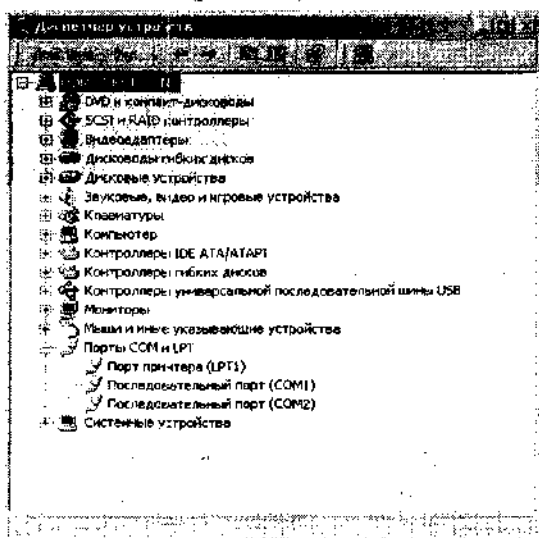 Диспетчер устройств
DVD и компакт-дисководы
SCSI и RAID контроллеры
Видеоадаптеры
Дисководы гибких дисков
Дисковые устройства
Звуковые, видео и игровые устройства
Клавиатуры
Компьютер
Контроллеры IDE ATA/ATAPI
Контроллеры гибких дисков
Контроллеры универсальной последовательной шины USB
Мониторы
Мыши и иные указывающие устройства
Порты COM и LPT
Порт принтера (LPT1)
Последовательный порт (COM1)
Последовательный порт (COM2)
Системные устройства